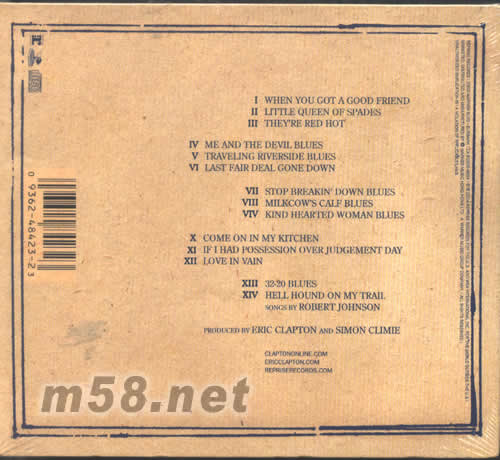 I WHEN YOU GOT A GOOD FRIEND
II LITTLE QUEEN OF SPADES
III THEY'RE RED HOT
IV ME AND THE DEVIL BLUES
V TRAVELING RIVERSIDE BLUES
VI LAST FAIR DEAL GONE DOWN
VII STOP BREAKIN' DOWN BLUES
VIII MILKCOW'S CALF BLUES
VIV KIND HEARTED WOMAN BLUES
X COME ON IN MY KITCHEN
XI IF I HAD POSSESSION OVER JUDGEMENT DAY
XII LOVE IN VAIN
XIII 32-20 BLUES
XIV HELL HOUND ON MY TRAIL
SONGS BY ROBERT JOHNSON
PRODUCED BY ERIC CLAPTON AND SIMON CLIMIE
CLAPTONONLINE.COM
ERICCLAPTON.COM
REPRISERECORDS.COM
0 9362-48423-2 3
m58.net